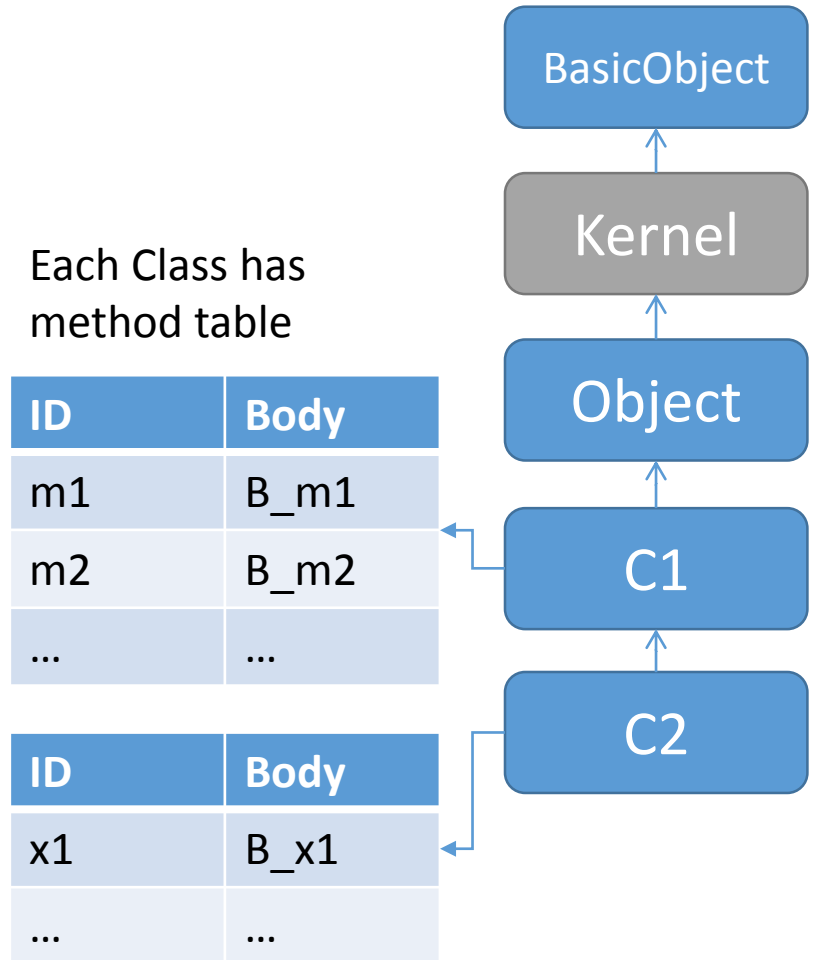 BasicObject
Kernel
Each Class has
method table
Object
ID Body
m1 B_m1
m2 B_m2
... ...
C1
C2
ID Body
x1 B_x1
... ...